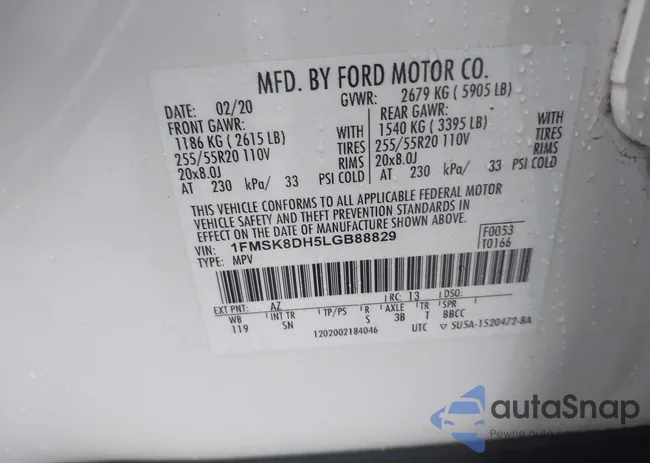 MFD. BY FORD MOTOR CO.
DATE: 02/20 GVWR: 2679 KG ( 5905 LB)
FRONT GAWR: REAR GAWR:
1186 KG ( 2615 LB) WITH 1540 KG ( 3395 LB) WITH
255/55R20 110V TIRES 255/55R20 110V TIRES
20x8.0J RIMS 20x8.0J RIMS
AT 230 kPa/ 33 PSI COLD AT 230 kPa/ 33 PSI COLD
THIS VEHICLE CONFORMS TO ALL APPLICABLE FEDERAL MOTOR
VEHICLE SAFETY AND THEFT PREVENTION STANDARDS IN
EFFECT ON THE DATE OF MANUFACTURE SHOWN ABOVE.
VIN: 1FMSK8DH5LGB88829 F0053
TYPE: MPV T0166
EXT PNT: AZ RC: 13 DSO:
WB INT TR TP/PS R AXLE TR SPR
119 SN S 3B T BBCC
1202002184046 UTC ▽ SU5A-1520472-BA
autaSnap
Pewne auto